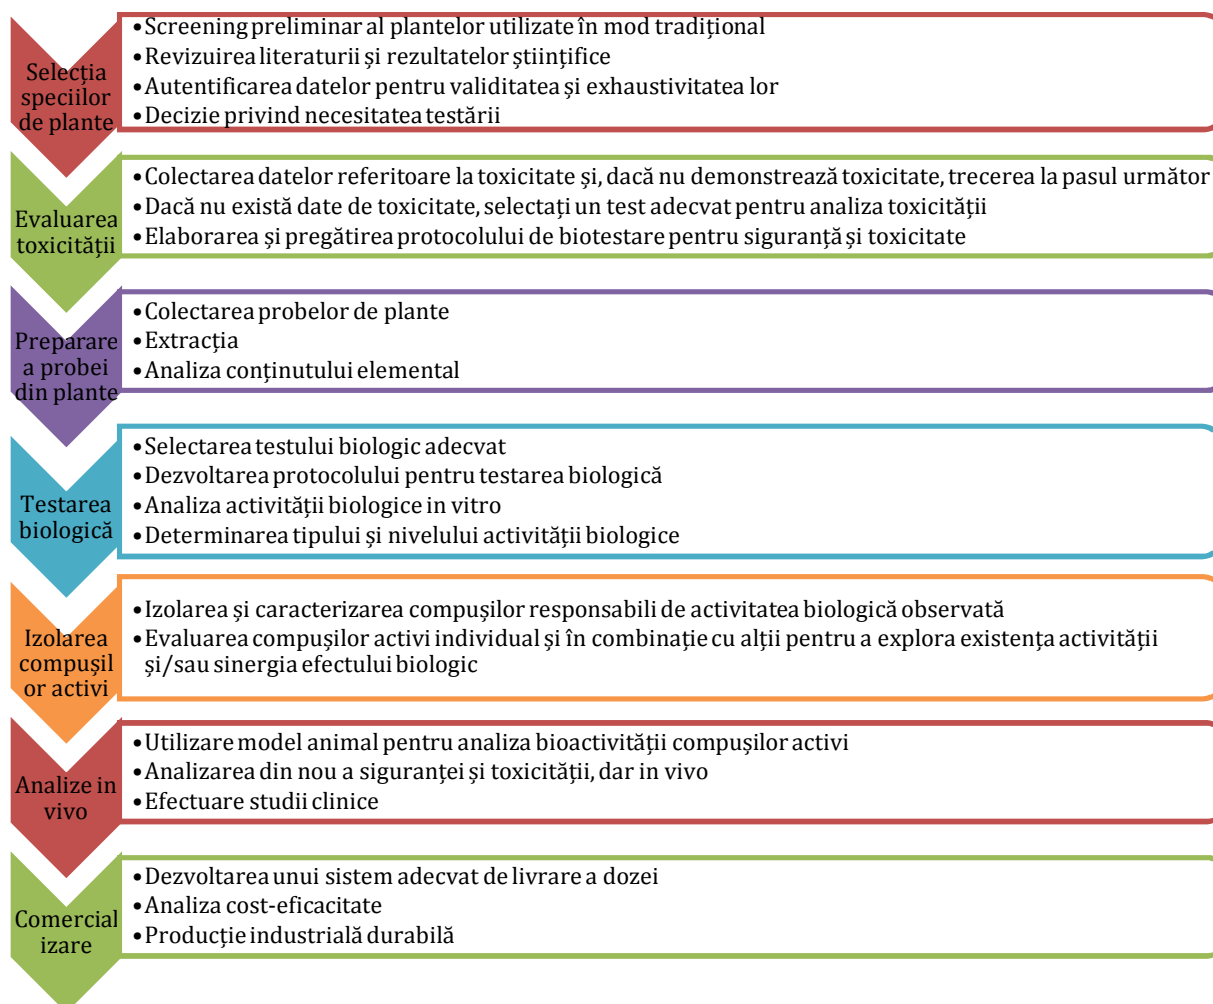 Selecția
speciilor
de plante
•Screening preliminar al plantelor utilizate în mod tradițional
•Revizuirea literaturii și rezultatelor științifice
•Autentificarea datelor pentru validitatea și exhaustivitatea lor
•Decizie privind necesitatea testării
Evaluarea
toxicității
•Colectarea datelor referitoare la toxicitate și, dacă nu demonstrează toxicitate, trecerea la pasul următor
•Dacă nu există date de toxicitate, selectați un test adecvat pentru analiza toxicității
•Elaborarea și pregătirea protocolului de biotestare pentru siguranță și toxicitate
Preparare
a probei
din plante
•Colectarea probelor de plante
•Extracția
•Analiza conținutului elemental
Testarea
biologică
•Selectarea testului biologic adecvat
•Dezvoltarea protocolului pentru testarea biologică
•Analiza activității biologice in vitro
•Determinarea tipului și nivelului activității biologice
Izolarea
compușil
or activi
•Izolarea și caracterizarea compușilor responsabili de activitatea biologică observată
•Evaluarea compușilor activi individual și în combinație cu alții pentru a explora existența activității
și/sau sinergia efectului biologic
Analize in
vivo
•Utilizare model animal pentru analiza bioactivității compușilor activi
•Analizarea din nou a siguranței și toxicității, dar in vivo
•Efectuare studii clinice
Comercial
izare
•Dezvoltarea unui sistem adecvat de livrare a dozei
•Analiza cost-eficacitate
•Producție industrială durabilă